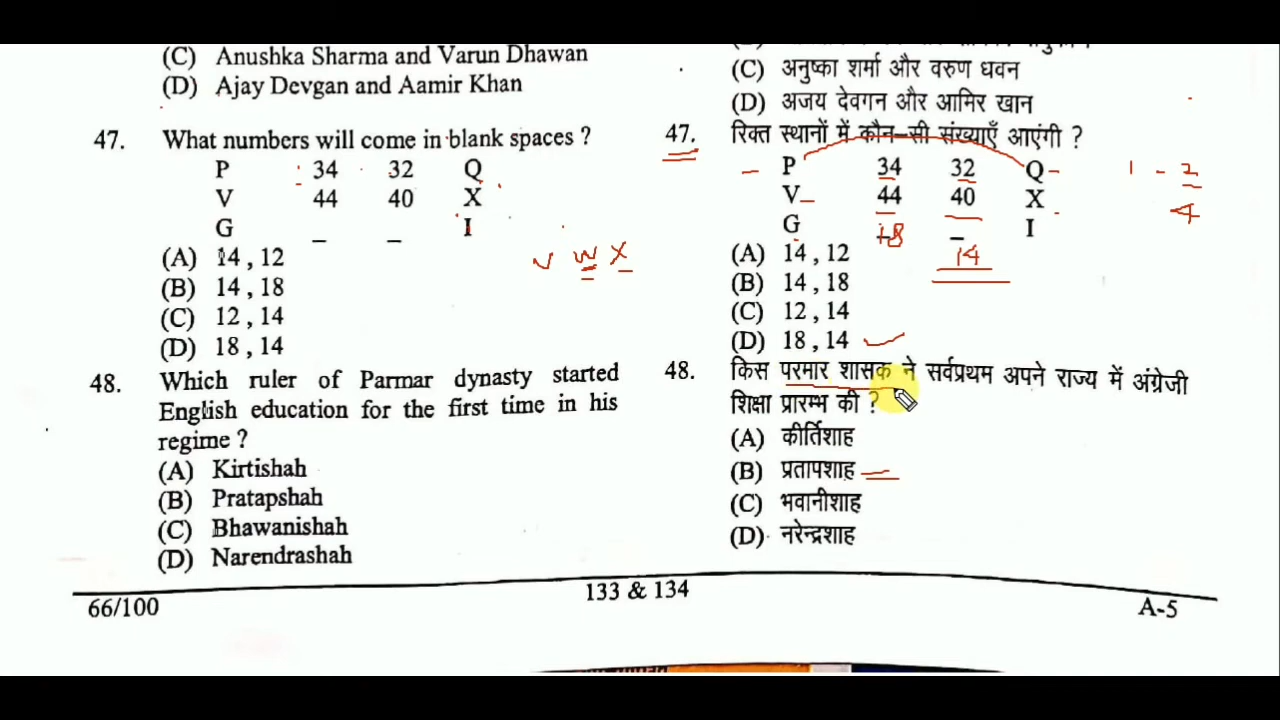 (C) Anushka Sharma and Varun Dhawan
(D) Ajay Devgan and Aamir Khan
47. What numbers will come in blank spaces ?
P 34 32 Q
V 44 40 X
G _ _ I
(A) 14 , 12
(B) 14 , 18
(C) 12 , 14
(D) 18 , 14
48. Which ruler of Parmar dynasty started
English education for the first time in his
regime ?
(A) Kirtishah
(B) Pratapshah
(C) Bhawanishah
(D) Narendrashah
V W X
(C) अनुष्का शर्मा और वरुण धवन
(D) अजय देवगन और आमिर खान
47. रिक्त स्थानों में कौन-सी संख्याएँ आएंगी ?
P 34 32 Q
V 44 40 X
G _ _ I
18
14
1 - 2
4
(A) 14 , 12
(B) 14 , 18
(C) 12 , 14
(D) 18 , 14
48. किस परमार शासक ने सर्वप्रथम अपने राज्य में अंग्रेजी
शिक्षा प्रारम्भ की ?
(A) कीर्तिशाह
(B) प्रतापशाह
(C) भवानीशाह
(D) नरेन्द्रशाह
66/100 133 & 134 A-5